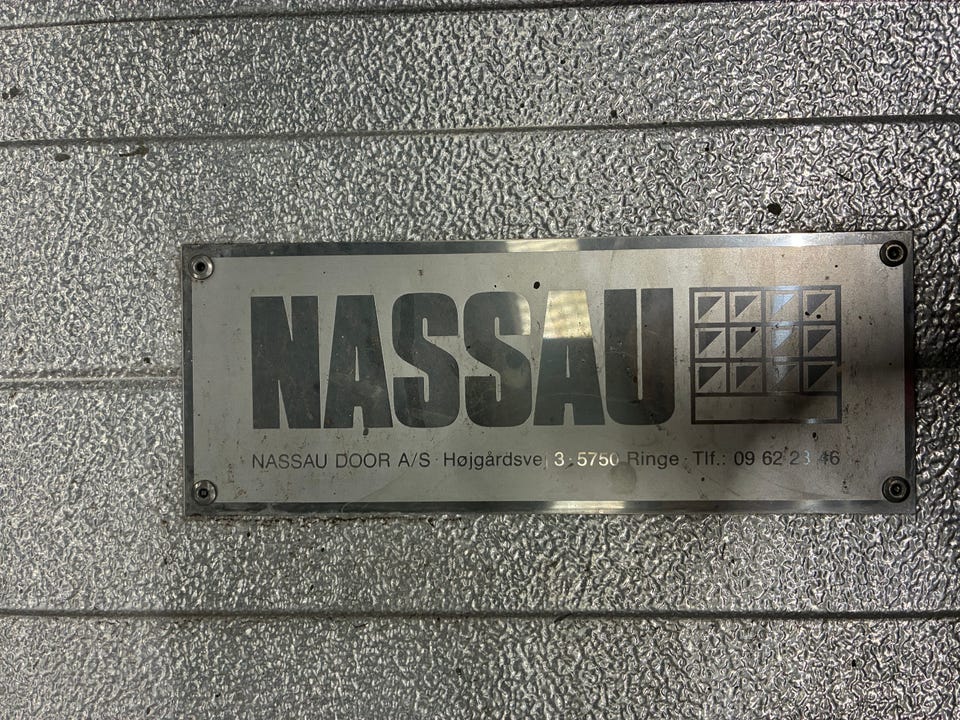 NASSAU
NASSAU DOOR A/S · Højgårdsvej 3 · 5750 Ringe · Tlf.: 09 62 23 46